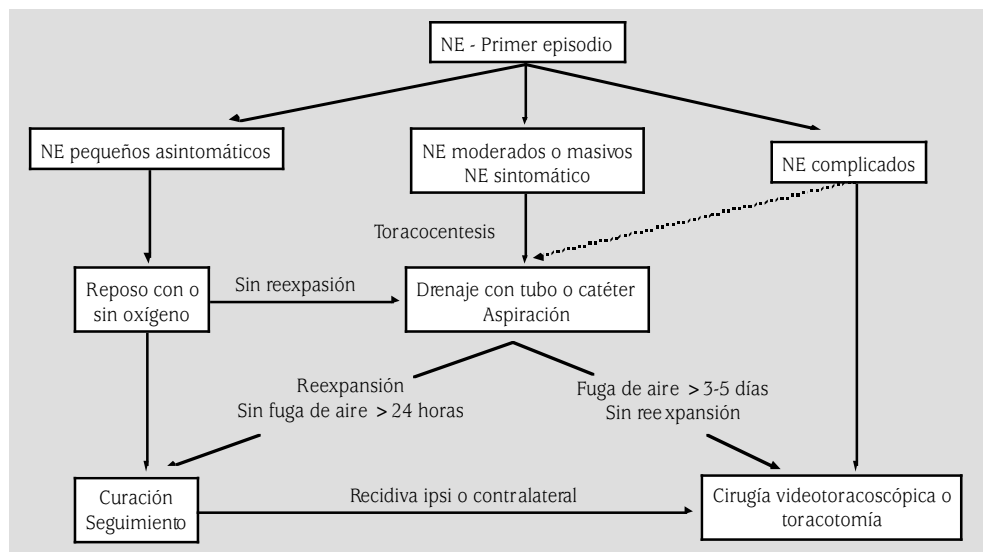 NE - Primer episodio
NE pequeños asintomáticos
NE moderados o masivos
NE sintomático
NE complicados
Toracocentesis
Reposo con o
sin oxígeno
Sin reexpasión
Drenaje con tubo o catéter
Aspiración
Reexpansión
Sin fuga de aire > 24 horas
Fuga de aire > 3-5 días
Sin reexpansión
Curación
Seguimiento
Recidiva ipsi o contralateral
Cirugía videotoracoscópica o
toracotomía